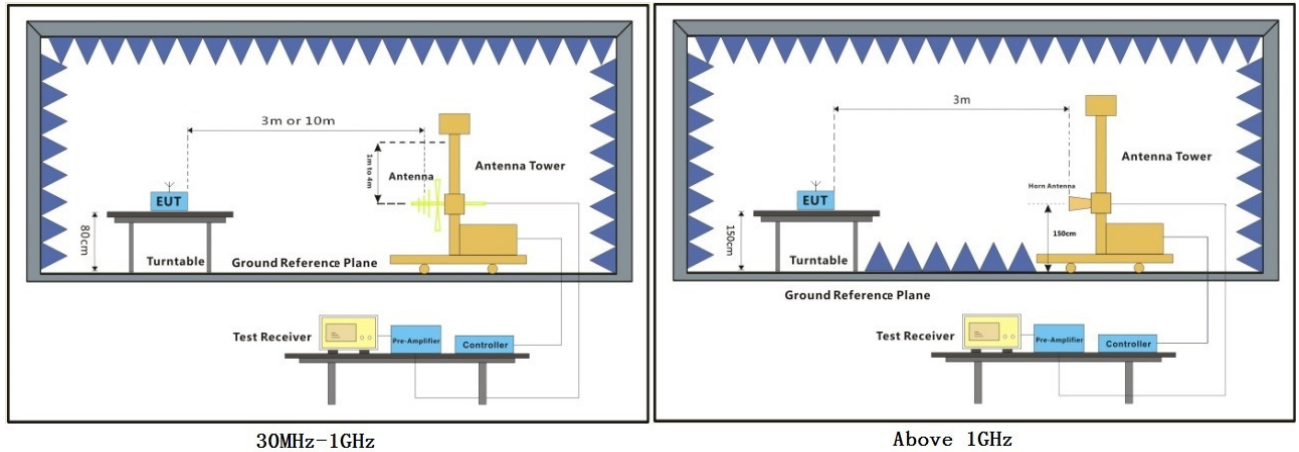 3m or 10m
1m to 4m
Antenna
Antenna Tower
EUT
80cm
Turntable
Ground Reference Plane
Test Receiver
Pre-Amplifier
Controller
30MHz-1GHz
3m
Antenna Tower
Horn Antenna
EUT
150cm
150cm
Turntable
Ground Reference Plane
Test Receiver
Pre-Amplifier
Controller
Above 1GHz